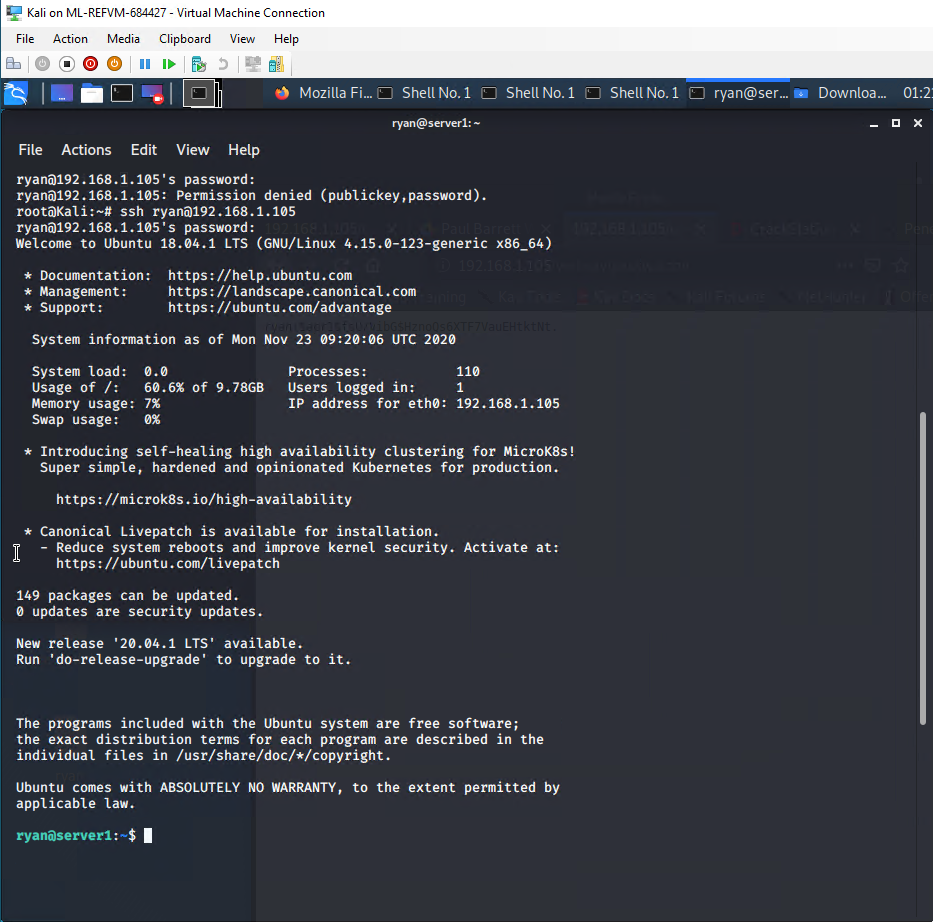 Kali on ML-REFVM-684427 - Virtual Machine Connection
File Action Media Clipboard View Help
Mozilla Fi... Shell No. 1 Shell No. 1 Shell No. 1 ryan@ser... Downloa... 01:2
ryan@server1: ~
File Actions Edit View Help
ryan@192.168.1.105's password:
ryan@192.168.1.105: Permission denied (publickey,password).
root@Kali:~# ssh ryan@192.168.1.105
ryan@192.168.1.105's password:
Welcome to Ubuntu 18.04.1 LTS (GNU/Linux 4.15.0-123-generic x86_64)
* Documentation: https://help.ubuntu.com
* Management: https://landscape.canonical.com
* Support: https://ubuntu.com/advantage
System information as of Mon Nov 23 09:20:06 UTC 2020
System load: 0.0 Processes: 110
Usage of /: 60.6% of 9.78GB Users logged in: 1
Memory usage: 7% IP address for eth0: 192.168.1.105
Swap usage: 0%
* Introducing self-healing high availability clustering for MicroK8s!
Super simple, hardened and opinionated Kubernetes for production.
https://microk8s.io/high-availability
* Canonical Livepatch is available for installation.
- Reduce system reboots and improve kernel security. Activate at:
https://ubuntu.com/livepatch
149 packages can be updated.
0 updates are security updates.
New release '20.04.1 LTS' available.
Run 'do-release-upgrade' to upgrade to it.
The programs included with the Ubuntu system are free software;
the exact distribution terms for each program are described in the
individual files in /usr/share/doc/*/copyright.
Ubuntu comes with ABSOLUTELY NO WARRANTY, to the extent permitted by
applicable law.
ryan@server1:~$